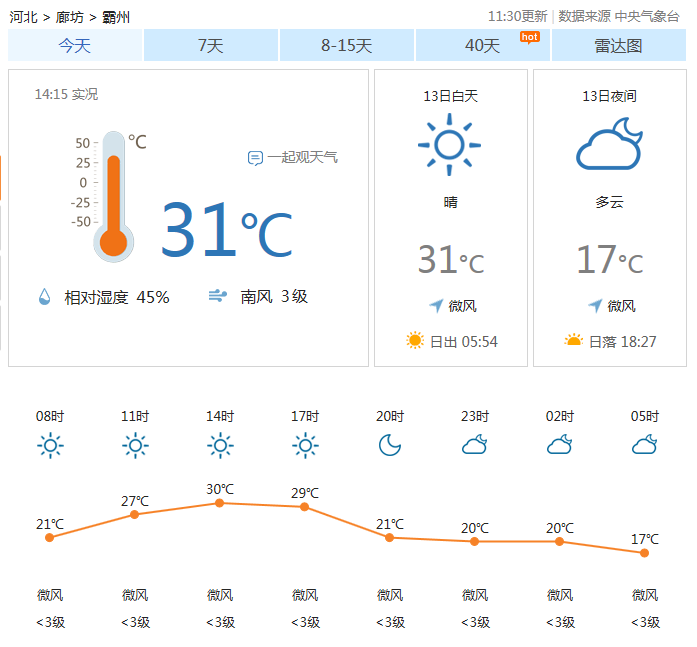 河北 > 廊坊 > 霸州
11:30更新 | 数据来源 中央气象台
今天 7天 8-15天 40天 hot 雷达图
14:15 实况
℃
50
25
0
-25
-50
一起观天气
31℃
相对湿度 45% 南风 3级
13日白天
晴
31℃
微风
日出 05:54
13日夜间
多云
17℃
微风
日落 18:27
08时 11时 14时 17时 20时 23时 02时 05时
21℃ 27℃ 30℃ 29℃ 21℃ 20℃ 20℃ 17℃
微风 微风 微风 微风 微风 微风 微风 微风
<3级 <3级 <3级 <3级 <3级 <3级 <3级 <3级